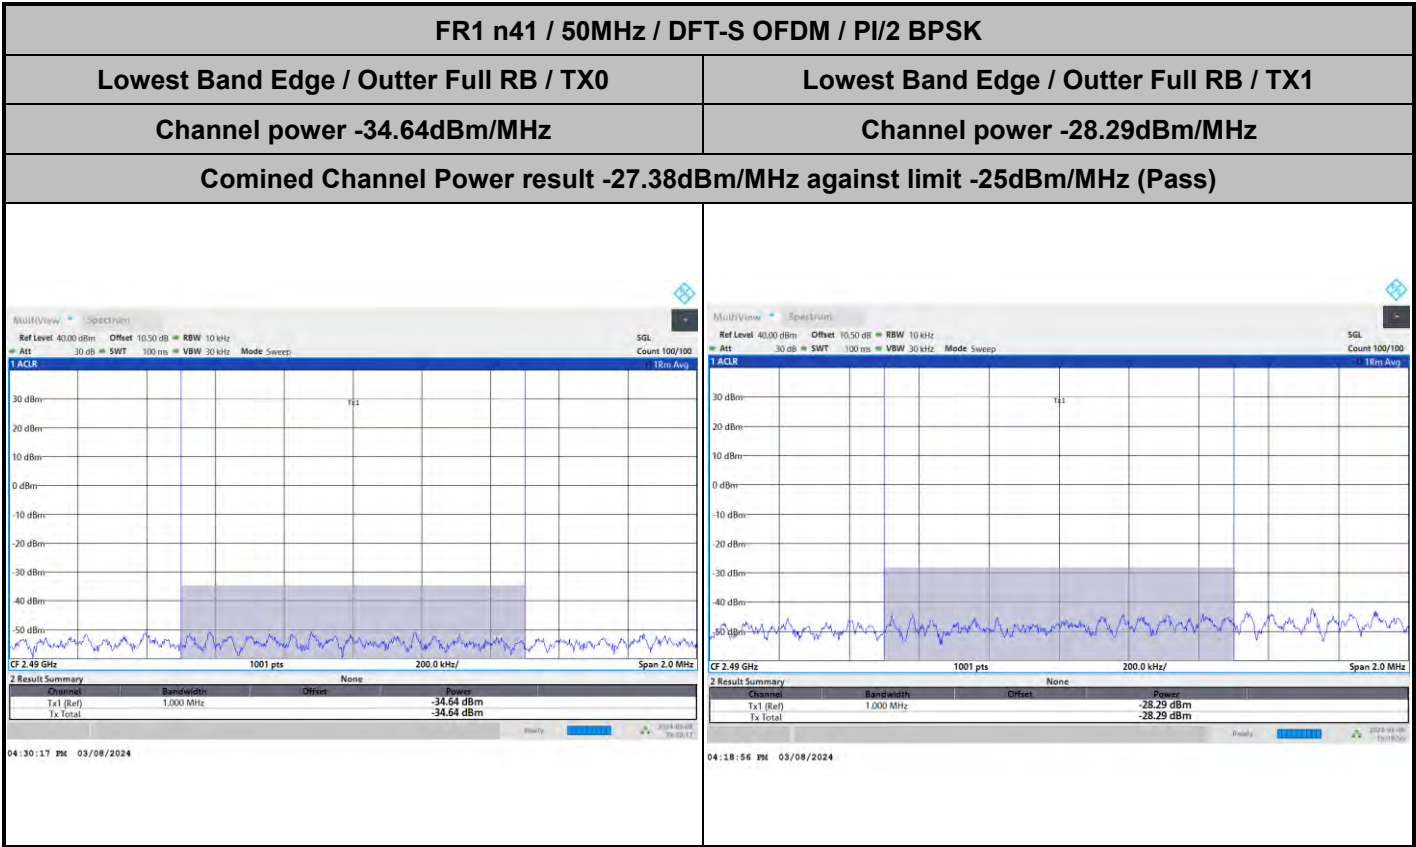 FR1 n41 / 50MHz / DFT-S OFDM / PI/2 BPSK
Lowest Band Edge / Outter Full RB / TX0
Lowest Band Edge / Outter Full RB / TX1
Channel power -34.64dBm/MHz
Channel power -28.29dBm/MHz
Comined Channel Power result -27.38dBm/MHz against limit -25dBm/MHz (Pass)
MultiView Spectrum
Ref Level 40.00 dBm Offset 10.50 dB RBW 10 kHz SGL
Att 30 dB SWT 100 ms VBW 30 kHz Mode Sweep Count 100/100
1 ACLR 1Rm Avg
Tx1
30 dBm
20 dBm
10 dBm
0 dBm
-10 dBm
-20 dBm
-30 dBm
-40 dBm
-50 dBm
CF 2.49 GHz 1001 pts 200.0 kHz/ Span 2.0 MHz
2 Result Summary None
Channel Bandwidth Offset Power
Tx1 (Ref) 1.000 MHz -34.64 dBm
Tx Total -34.64 dBm
Ready
04:30:17 PM 03/08/2024
MultiView Spectrum
Ref Level 40.00 dBm Offset 10.50 dB RBW 10 kHz SGL
Att 30 dB SWT 100 ms VBW 30 kHz Mode Sweep Count 100/100
1 ACLR 1Rm Avg
Tx1
30 dBm
20 dBm
10 dBm
0 dBm
-10 dBm
-20 dBm
-30 dBm
-40 dBm
-50 dBm
CF 2.49 GHz 1001 pts 200.0 kHz/ Span 2.0 MHz
2 Result Summary None
Channel Bandwidth Offset Power
Tx1 (Ref) 1.000 MHz -28.29 dBm
Tx Total -28.29 dBm
Ready
04:18:56 PM 03/08/2024